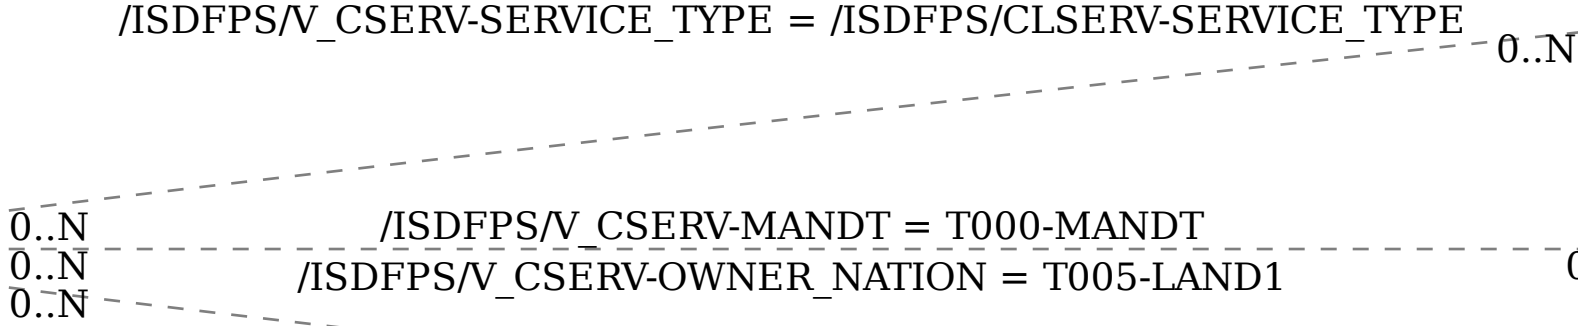 /ISDFPS/V_CSERV-SERVICE_TYPE = /ISDFPS/CLSERV-SERVICE_TYPE
0..N
0..N
/ISDFPS/V_CSERV-MANDT = T000-MANDT
0..N
/ISDFPS/V_CSERV-OWNER_NATION = T005-LAND1
0..N